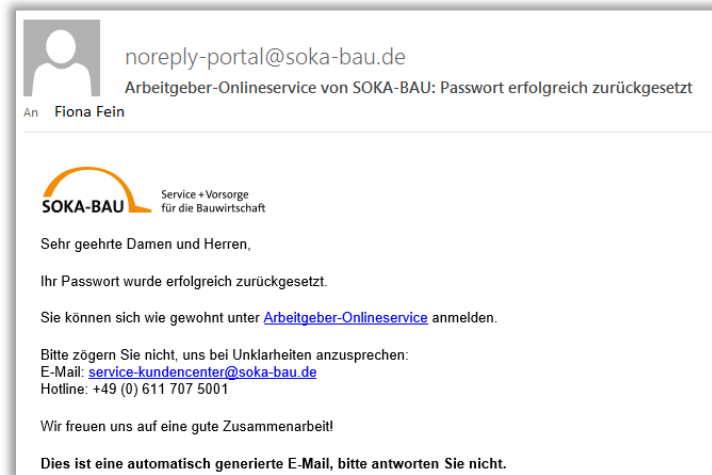 noreply-portal@soka-bau.de
Arbeitgeber-Onlineservice von SOKA-BAU: Passwort erfolgreich zurückgesetzt
An Fiona Fein
SOKA-BAU
Service + Vorsorge
für die Bauwirtschaft
Sehr geehrte Damen und Herren,
Ihr Passwort wurde erfolgreich zurückgesetzt.
Sie können sich wie gewohnt unter Arbeitgeber-Onlineservice anmelden.
Bitte zögern Sie nicht, uns bei Unklarheiten anzusprechen:
E-Mail: service-kundencenter@soka-bau.de
Hotline: +49 (0) 611 707 5001
Wir freuen uns auf eine gute Zusammenarbeit!
Dies ist eine automatisch generierte E-Mail, bitte antworten Sie nicht.